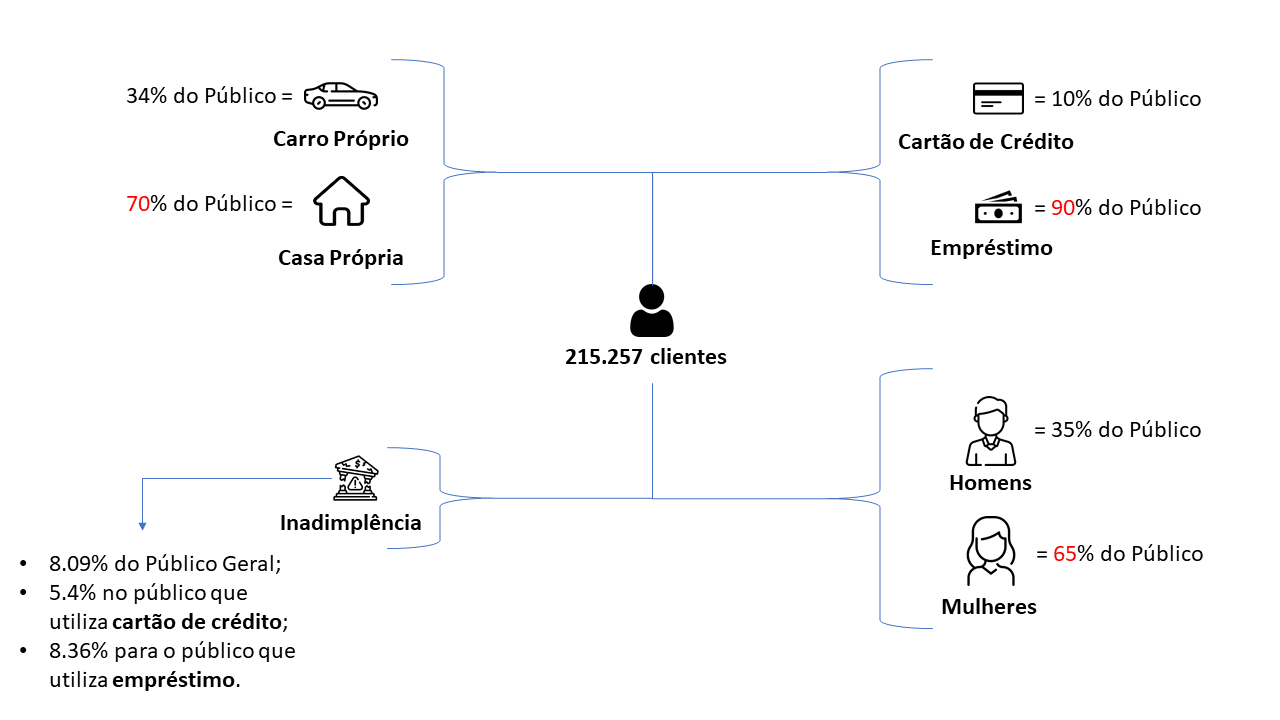 34% do Público =
Carro Próprio
70% do Público =
Casa Própria
= 10% do Público
Cartão de Crédito
= 90% do Público
Empréstimo
215.257 clientes
Inadimplência
• 8.09% do Público Geral;
• 5.4% no público que
utiliza cartão de crédito;
• 8.36% para o público que
utiliza empréstimo.
= 35% do Público
Homens
= 65% do Público
Mulheres